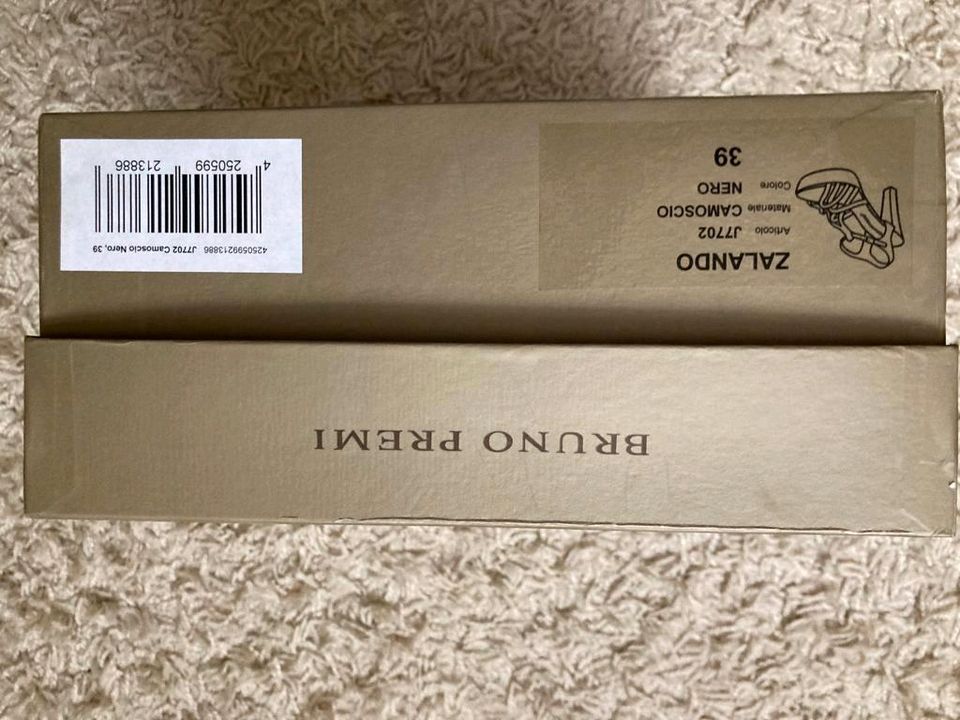 BRUNO PREMI
ZALANDO
Articolo J7702
Materiale CAMOSCIO
Colore NERO
39
4250599213886 J7702 Camoscio Nero, 39
4 250599 213886